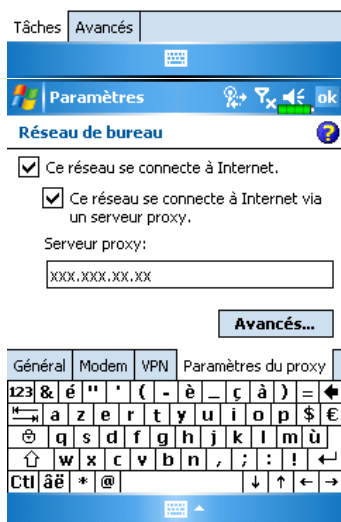 Tâches Avancés
Paramètres ok
Réseau de bureau ?
Ce réseau se connecte à Internet.
Ce réseau se connecte à Internet via
un serveur proxy.
Serveur proxy:
xxx.xxx.xx.xx
Avancés...
Général Modem VPN Paramètres du proxy
123 & é " ' ( - è _ ç à ) =
a z e r t y u i o p $ €
q s d f g h j k l m ù
w x c v b n , ; : !
Ctl âë * @